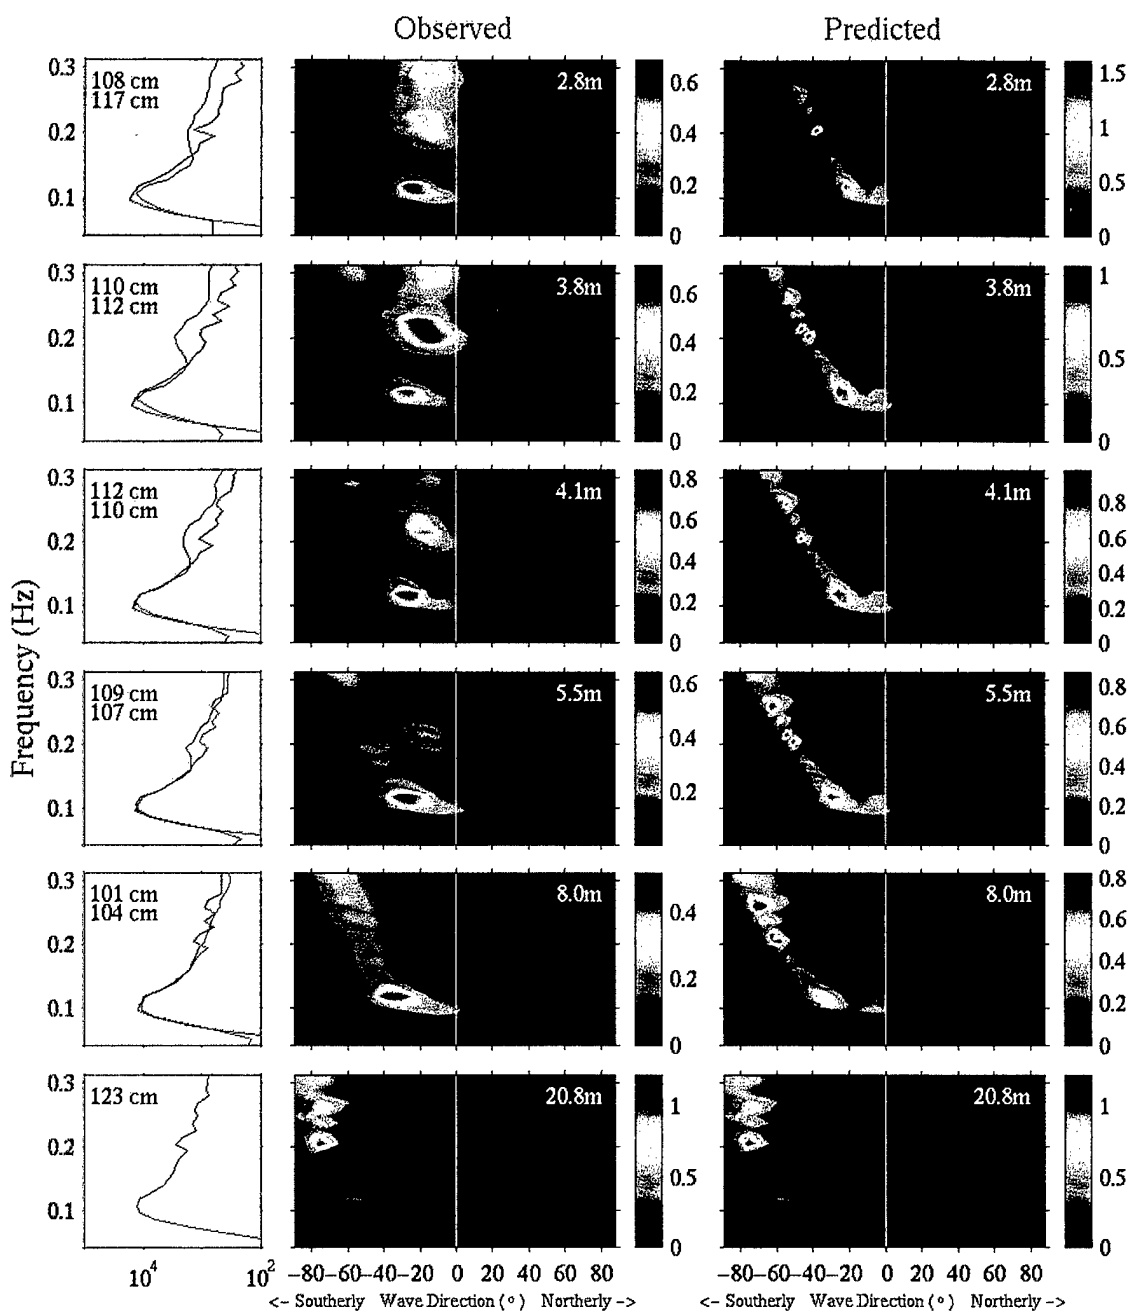 Observed Predicted
Frequency (Hz)
0.3
0.2
0.1
108 cm
117 cm
2.8m
0.6
0.4
0.2
0
2.8m
1.5
1
0.5
0
0.3
0.2
0.1
110 cm
112 cm
3.8m
0.6
0.4
0.2
0
3.8m
1
0.5
0
0.3
0.2
0.1
112 cm
110 cm
4.1m
0.8
0.6
0.4
0.2
0
4.1m
0.8
0.6
0.4
0.2
0
0.3
0.2
0.1
109 cm
107 cm
5.5m
0.6
0.4
0.2
5.5m
0.8
0.6
0.4
0.2
0
0.3
0.2
0.1
101 cm
104 cm
8.0m
0.4
0.2
0
8.0m
0.8
0.6
0.4
0.2
0
0.3
0.2
0.1
123 cm
20.8m
1
0.5
0
20.8m
1
0.5
0
10⁴ 10² −80−60−40−20 0 20 40 60 80 −80−60−40−20 0 20 40 60 80
<- Southerly Wave Direction (°) Northerly -> <- Southerly Wave Direction (°) Northerly ->